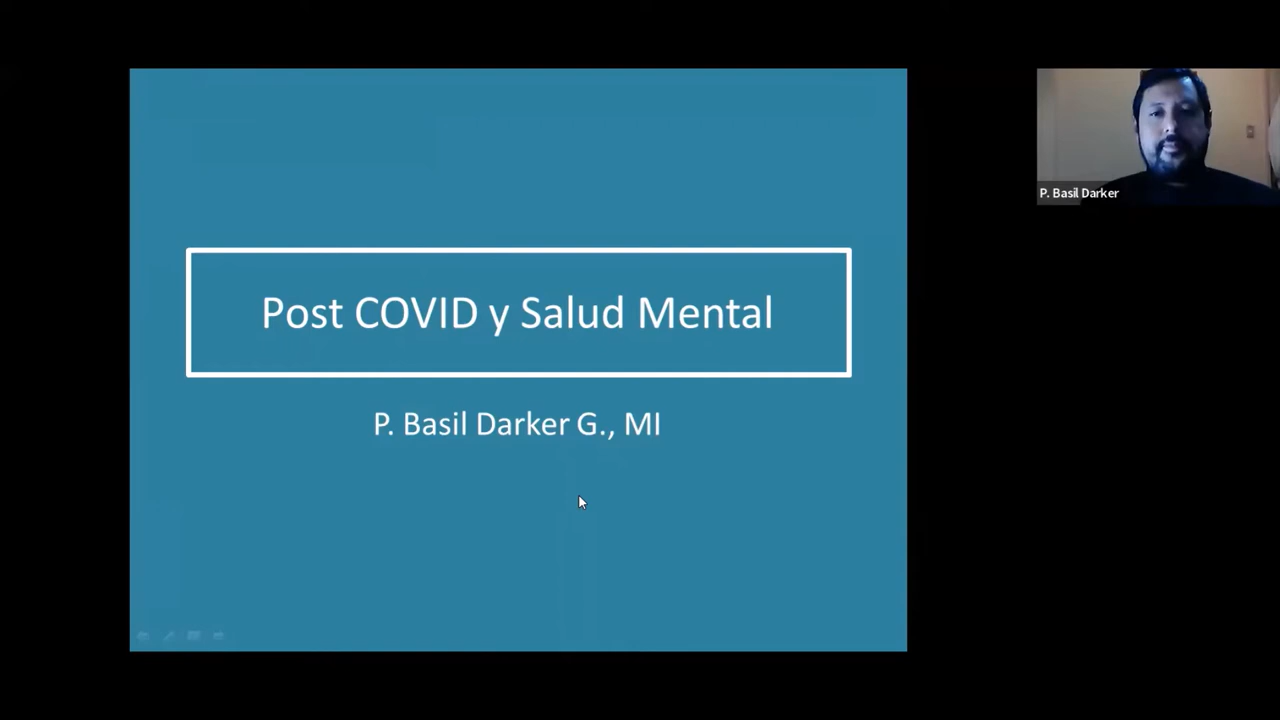 Post COVID y Salud Mental
P. Basil Darker G., MI
P. Basil Darker